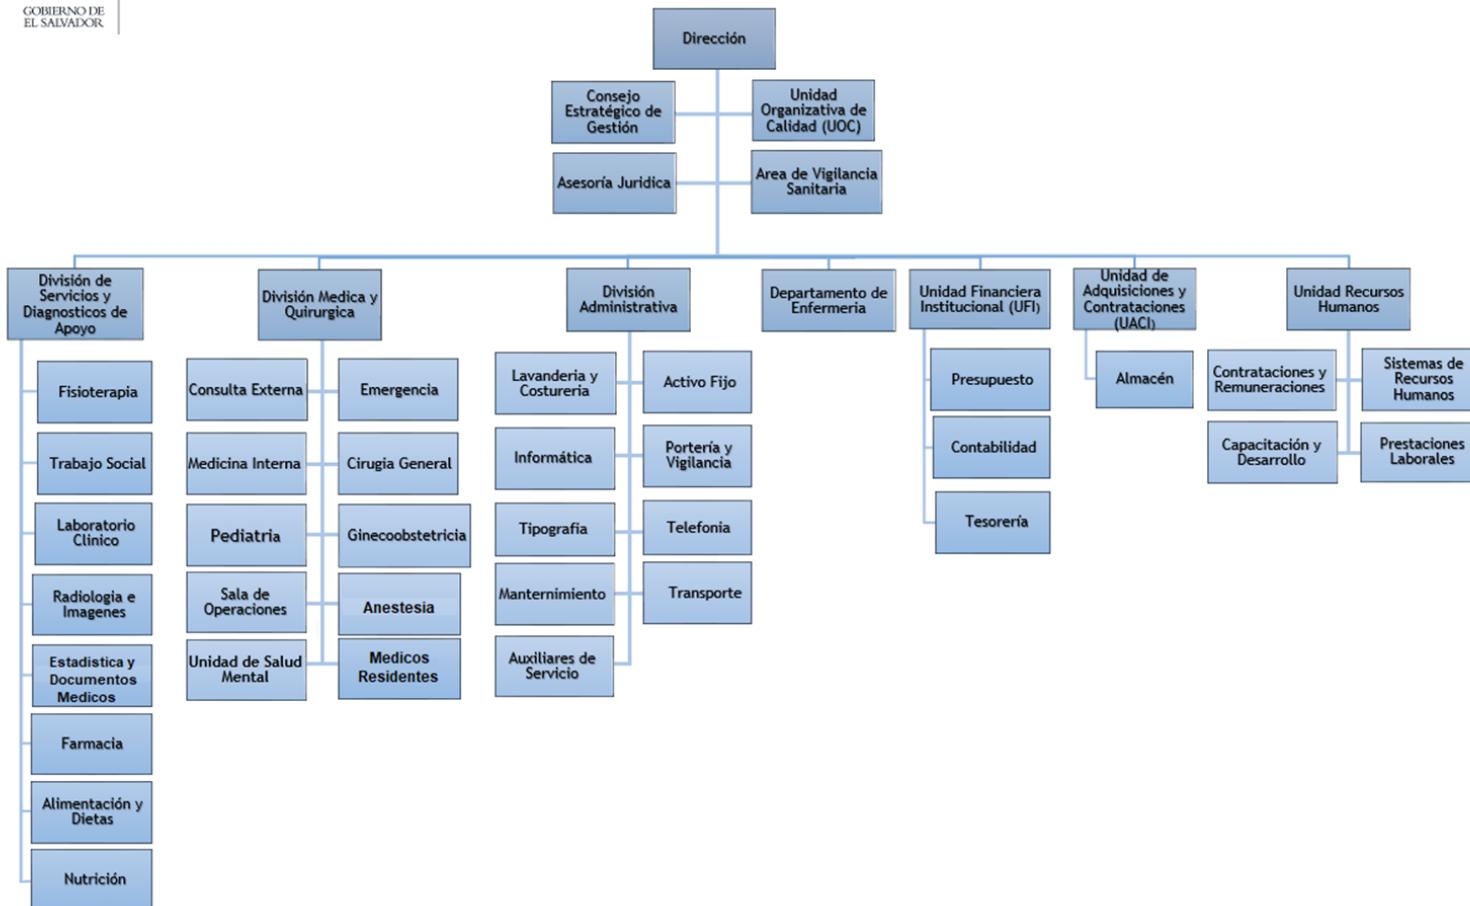 GOBIERNO DE
EL SALVADOR
Dirección
Consejo
Estratégico de
Gestión
Unidad
Organizativa de
Calidad (UOC)
Asesoría Juridica
Area de Vigilancia
Sanitaria
División de
Servicios y
Diagnosticos de
Apoyo
División Medica y
Quirurgica
División
Administrativa
Departamento de
Enfermeria
Unidad Financiera
Institucional (UFI)
Unidad de
Adquisiciones y
Contrataciones
(UACI)
Unidad Recursos
Humanos
Fisioterapia
Trabajo Social
Laboratorio
Clinico
Radiologia e
Imagenes
Estadistica y
Documentos
Medicos
Farmacia
Alimentación y
Dietas
Nutrición
Consulta Externa
Emergencia
Medicina Interna
Cirugia General
Pediatria
Ginecoobstetricia
Sala de
Operaciones
Anestesia
Unidad de Salud
Mental
Medicos
Residentes
Lavanderia y
Costureria
Activo Fijo
Informática
Portería y
Vigilancia
Tipografia
Telefonia
Manternimiento
Transporte
Auxiliares de
Servicio
Presupuesto
Contabilidad
Tesorería
Almacén
Contrataciones y
Remuneraciones
Sistemas de
Recursos
Humanos
Capacitación y
Desarrollo
Prestaciones
Laborales